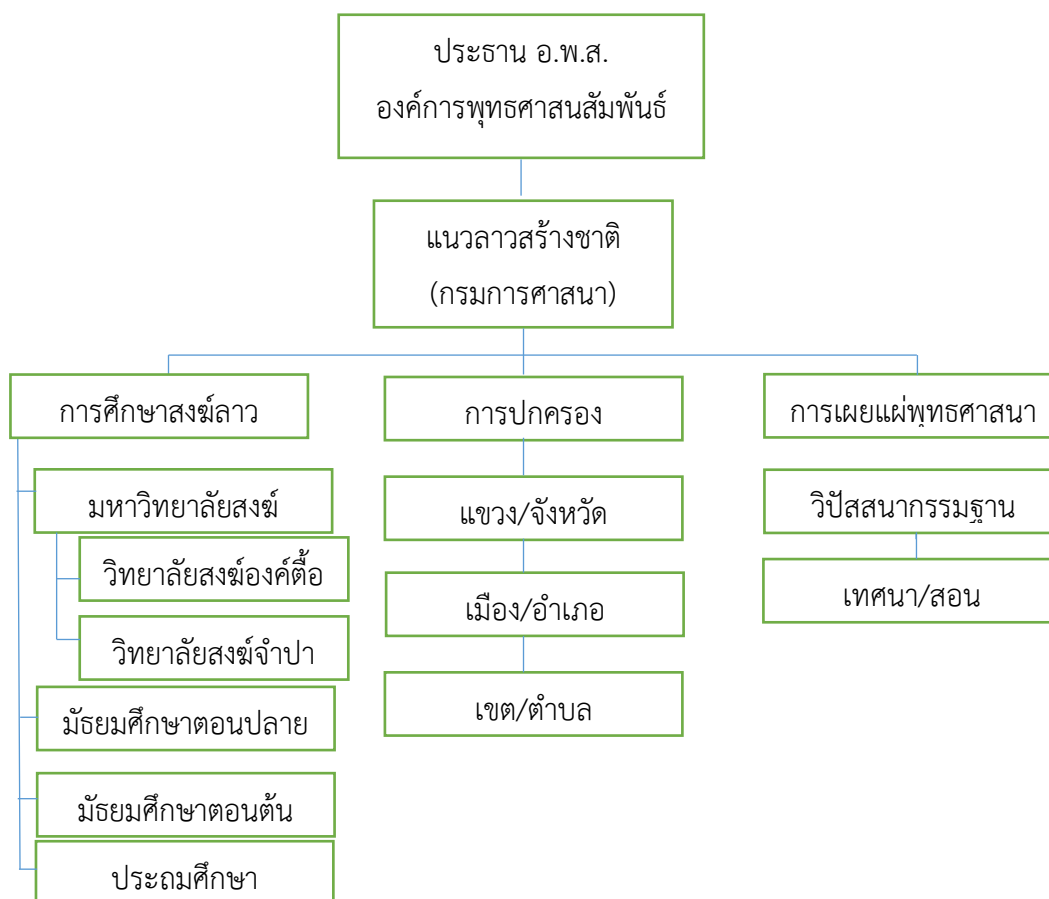 ประธาน อ.พ.ส.
องค์การพุทธศาสนสัมพันธ์
แนวลาวสร้างชาติ
(กรมการศาสนา)
การศึกษาสงฆ์ลาว
การปกครอง
การเผยแผ่พุทธศาสนา
มหาวิทยาลัยสงฆ์
แขวง/จังหวัด
วิปัสสนากรรมฐาน
วิทยาลัยสงฆ์องค์ตื้อ
เมือง/อำเภอ
เทศนา/สอน
วิทยาลัยสงฆ์จำปา
เขต/ตำบล
มัธยมศึกษาตอนปลาย
มัธยมศึกษาตอนต้น
ประถมศึกษา